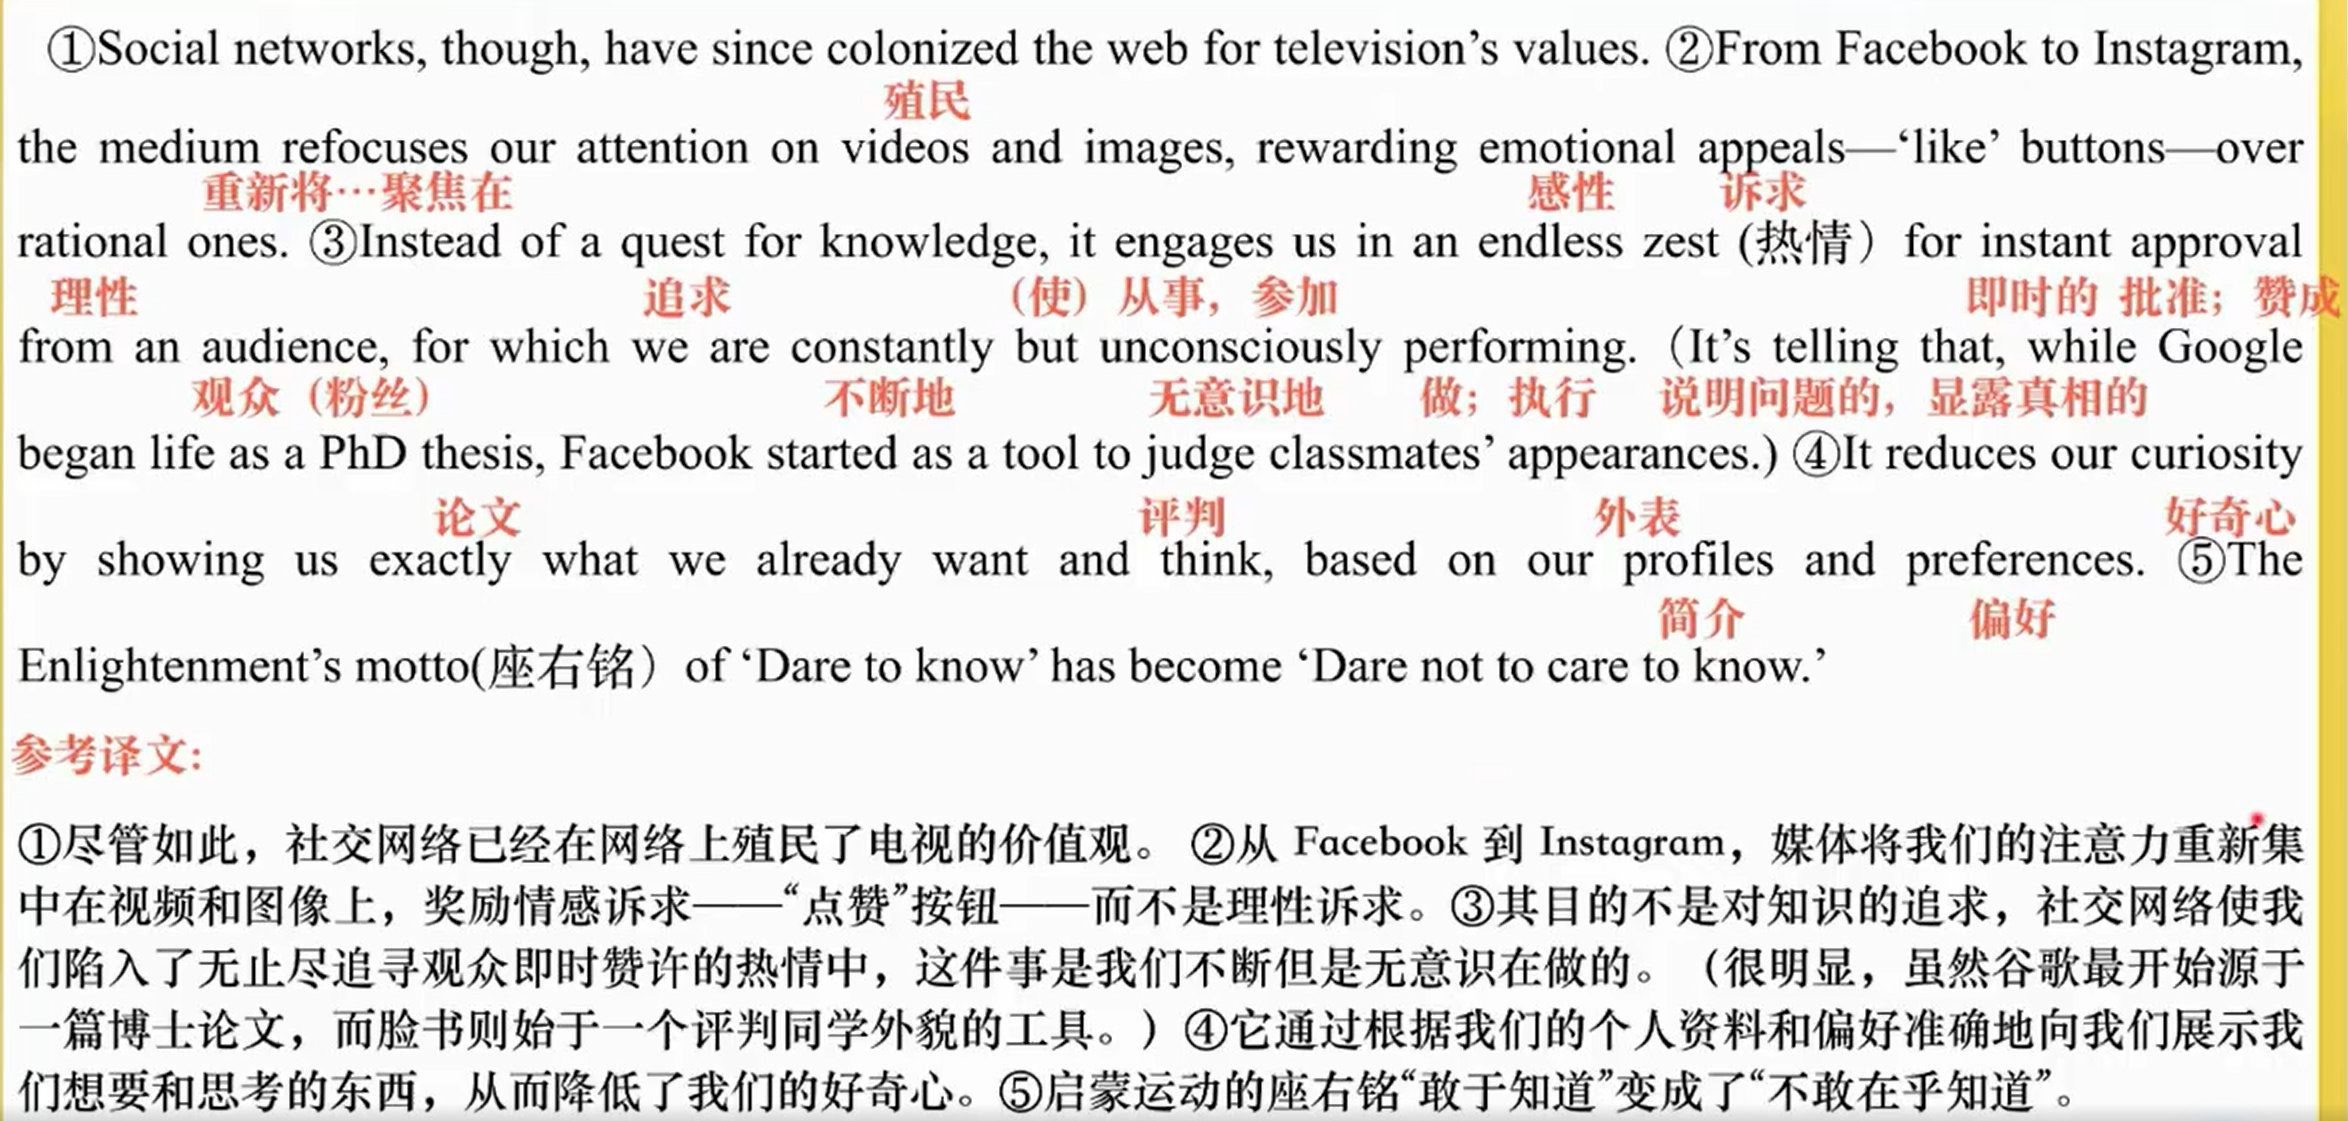 ①Social networks, though, have since colonized the web for television’s values. ②From Facebook to Instagram,
殖民
the medium refocuses our attention on videos and images, rewarding emotional appeals—‘like’ buttons—over
重新将…聚焦在 感性 诉求
rational ones. ③Instead of a quest for knowledge, it engages us in an endless zest (热情）for instant approval
理性 追求 （使）从事，参加 即时的 批准；赞成
from an audience, for which we are constantly but unconsciously performing.（It’s telling that, while Google
观众（粉丝） 不断地 无意识地 做；执行 说明问题的，显露真相的
began life as a PhD thesis, Facebook started as a tool to judge classmates’ appearances.) ④It reduces our curiosity
论文 评判 外表 好奇心
by showing us exactly what we already want and think, based on our profiles and preferences. ⑤The
简介 偏好
Enlightenment’s motto(座右铭）of ‘Dare to know’ has become ‘Dare not to care to know.’
参考译文:
①尽管如此，社交网络已经在网络上殖民了电视的价值观。②从 Facebook 到 Instagram，媒体将我们的注意力重新集
中在视频和图像上，奖励情感诉求——“点赞”按钮——而不是理性诉求。③其目的不是对知识的追求，社交网络使我
们陷入了无止尽追寻观众即时赞许的热情中，这件事是我们不断但是无意识在做的。（很明显，虽然谷歌最开始源于
一篇博士论文，而脸书则始于一个评判同学外貌的工具。）④它通过根据我们的个人资料和偏好准确地向我们展示我
们想要和思考的东西，从而降低了我们的好奇心。⑤启蒙运动的座右铭“敢于知道”变成了“不敢在乎知道”。